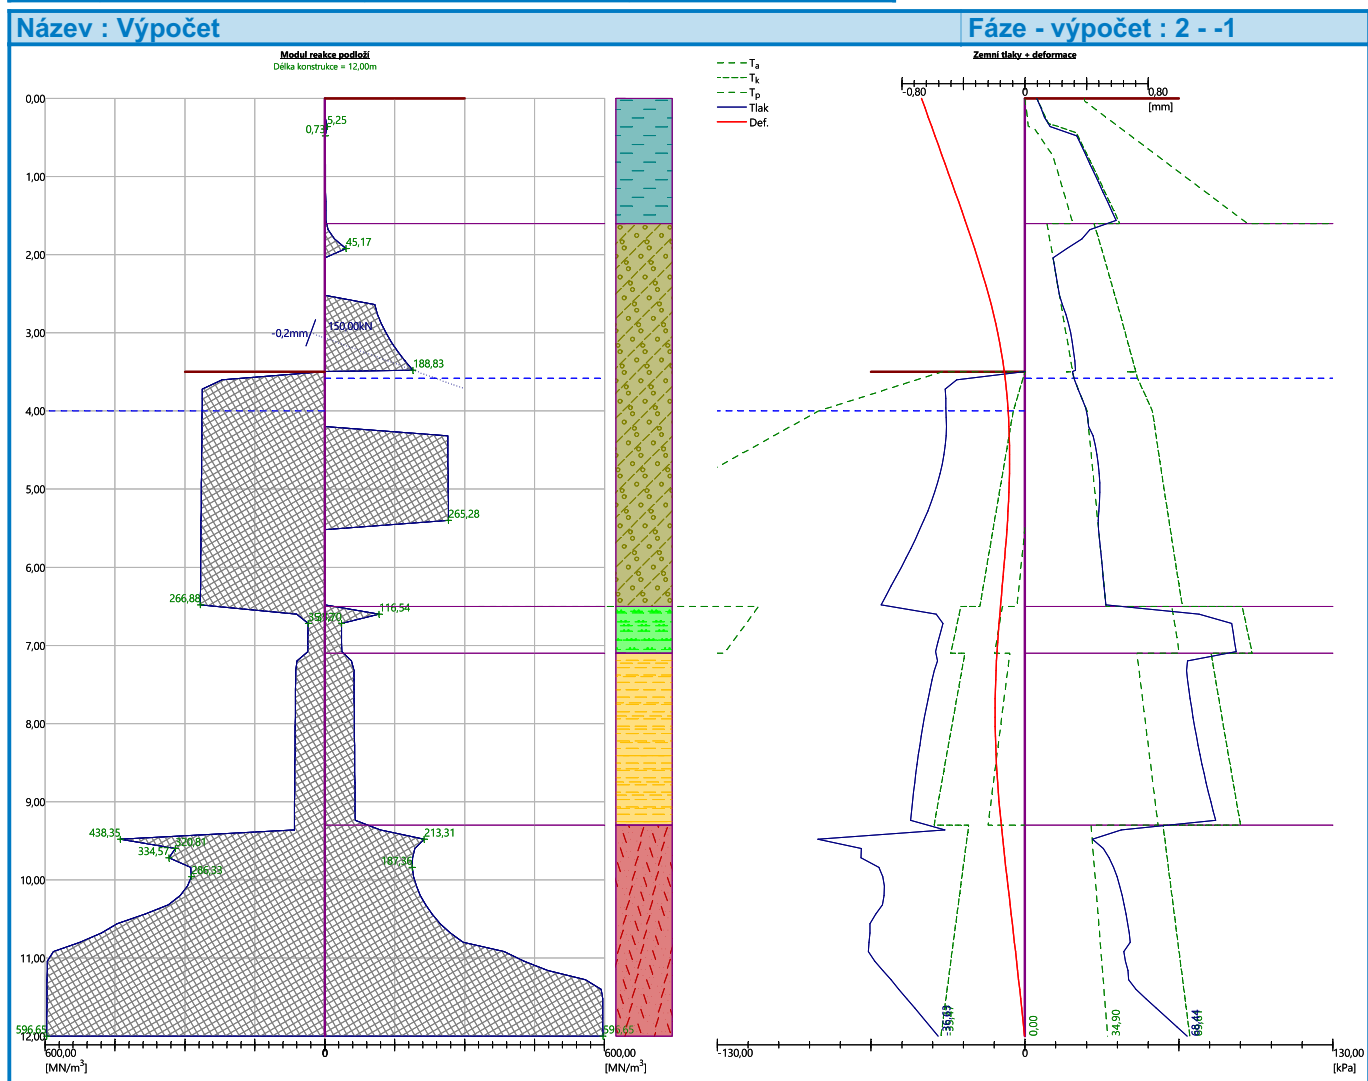 Název : Výpočet
Fáze - výpočet : 2 - -1
Modul reakce podloží
Délka konstrukce = 12,00m
Zemní tlaky + deformace
Ta
Tk
Tp
Tlak
Def.
-0,80
0
0,80
[mm]
0,00
1,00
2,00
3,00
4,00
5,00
6,00
7,00
8,00
9,00
10,00
11,00
12,00
5,25
0,73
45,17
150,00kN
-0,2mm
188,83
265,28
266,88
116,54
438,35
320,81
334,57
286,33
213,31
187,36
596,65
600,00
0
600,00
[MN/m³]
[MN/m³]
0,00
34,90
-130,00
0
130,00
[kPa]